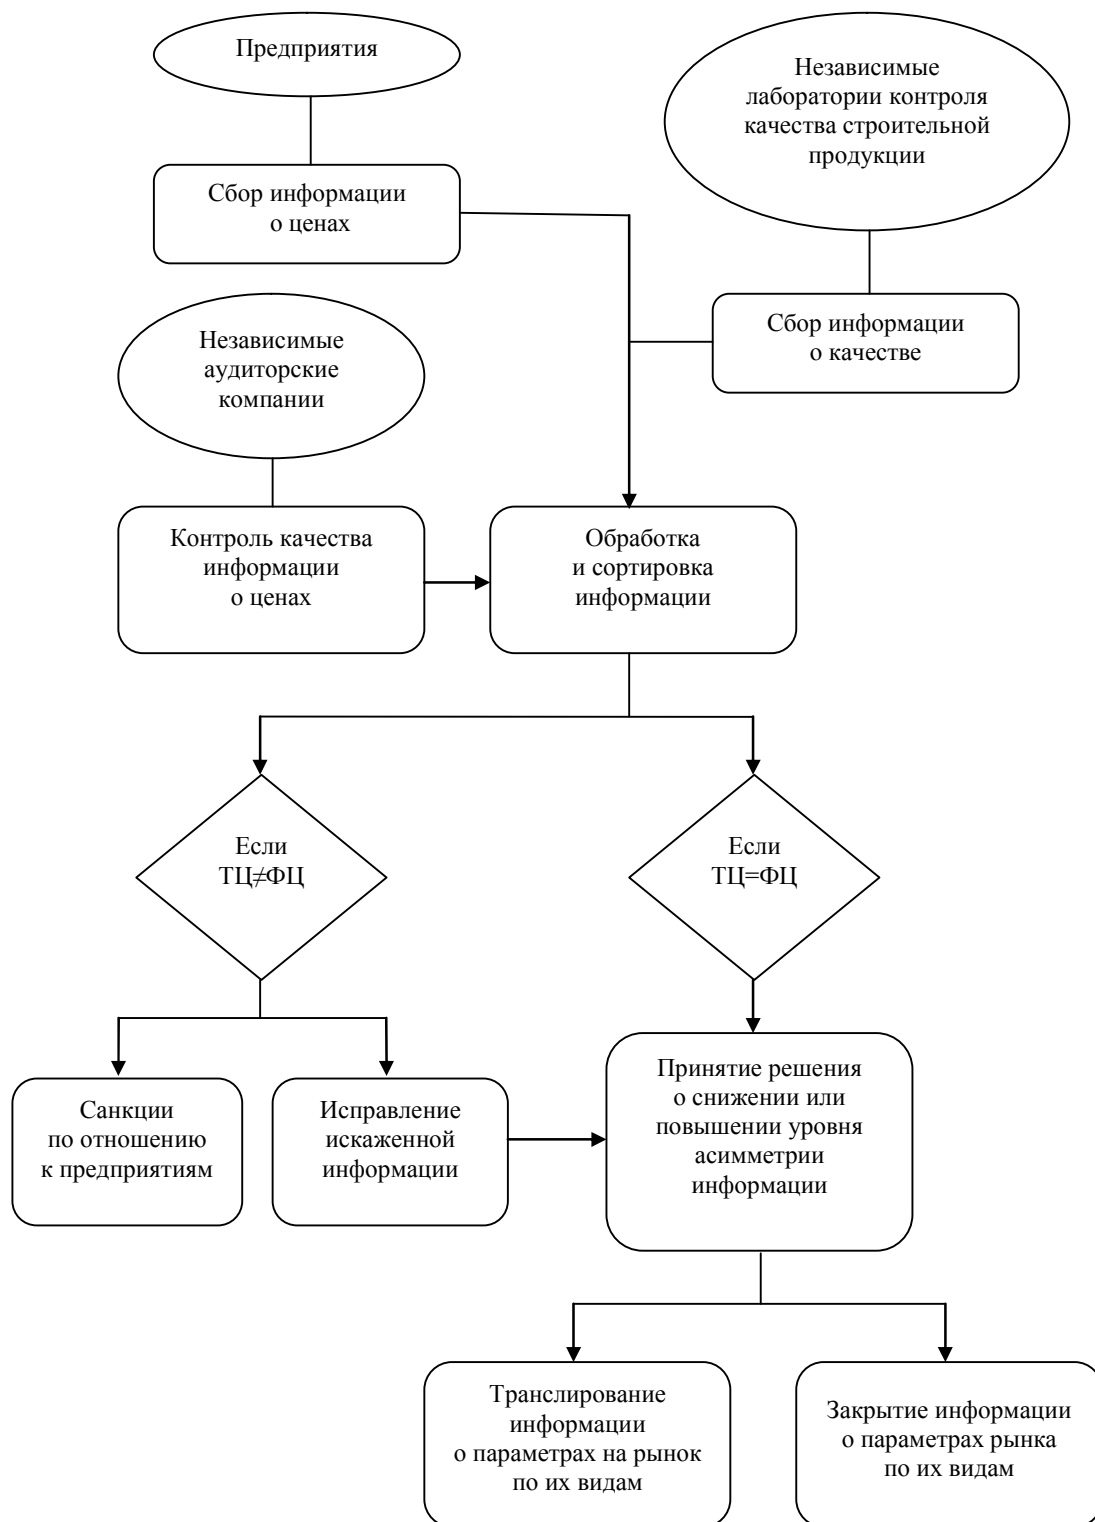 Предприятия
Независимые
лаборатории контроля
качества строительной
продукции
Сбор информации
о ценах
Сбор информации
о качестве
Независимые
аудиторские
компании
Контроль качества
информации
о ценах
Обработка
и сортировка
информации
Если
ТЦ≠ФЦ
Если
ТЦ=ФЦ
Санкции
по отношению
к предприятиям
Исправление
искаженной
информации
Принятие решения
о снижении или
повышении уровня
асимметрии
информации
Транслирование
информации
о параметрах на рынок
по их видам
Закрытие информации
о параметрах рынка
по их видам